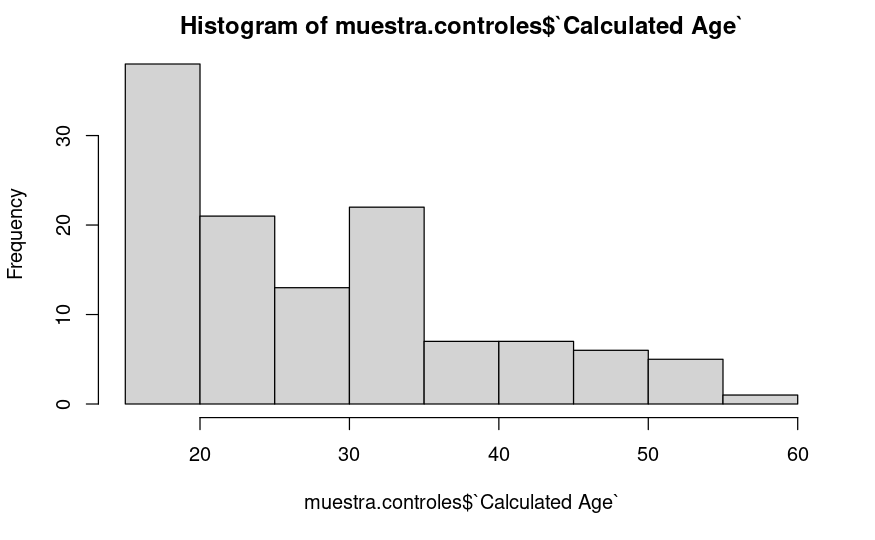 Histogram of muestra.controles$`Calculated Age`
Frequency
30
20
10
0
20 30 40 50 60
muestra.controles$`Calculated Age`